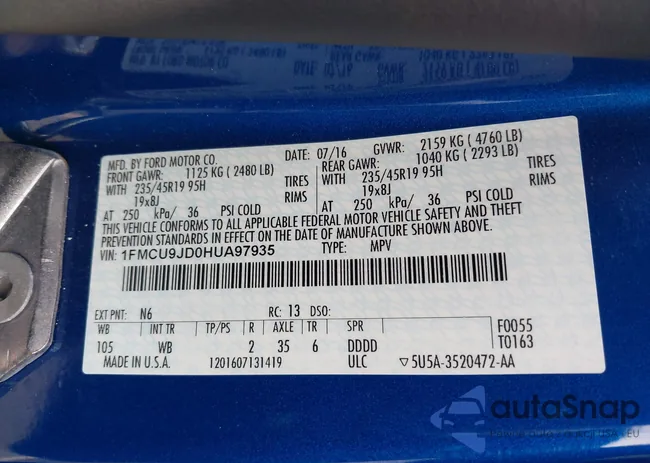 MFD. BY FORD MOTOR CO. DATE: 07/16 GVWR: 2159 KG ( 4760 LB)
FRONT GAWR: 1125 KG ( 2480 LB) REAR GAWR: 1040 KG ( 2293 LB)
WITH 235/45R19 95H TIRES WITH 235/45R19 95H TIRES
19x8J RIMS 19x8J RIMS
AT 250 kPa/ 36 PSI COLD AT 250 kPa/ 36 PSI COLD
THIS VEHICLE CONFORMS TO ALL APPLICABLE FEDERAL MOTOR VEHICLE SAFETY AND THEFT
PREVENTION STANDARDS IN EFFECT ON THE DATE OF MANUFACTURE SHOWN ABOVE.
VIN: 1FMCU9JD0HUA97935 TYPE: MPV
EXT PNT: N6 RC: 13 DSO:
WB INT TR TP/PS R AXLE TR SPR F0055
105 WB 2 35 6 DDDD T0163
MADE IN U.S.A. 1201607131419 ULC ▽5U5A-3520472-AA
autoSnap